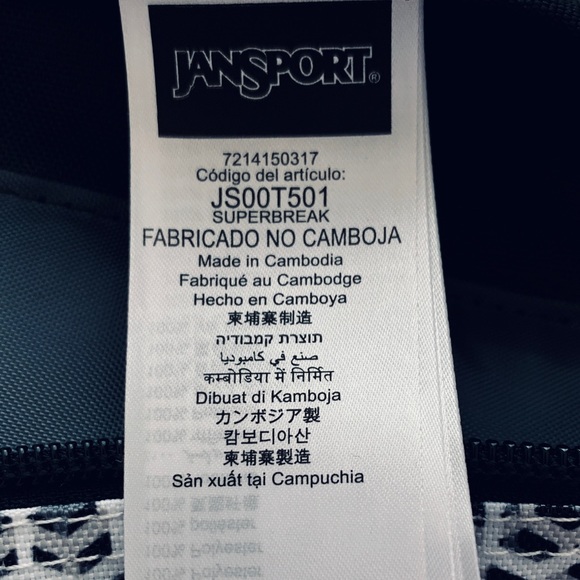 JANSPORT®
7214150317
Código del artículo:
JS00T501
SUPERBREAK
FABRICADO NO CAMBOJA
Made in Cambodia
Fabriqué au Cambodge
Hecho en Camboya
柬埔寨制造
תוצרת קמבודיה
صنع في كامبوديا
कम्बोडिया में निर्मित
Dibuat di Kamboja
カンボジア製
캄보디아산
柬埔寨製造
Sản xuất tại Campuchia